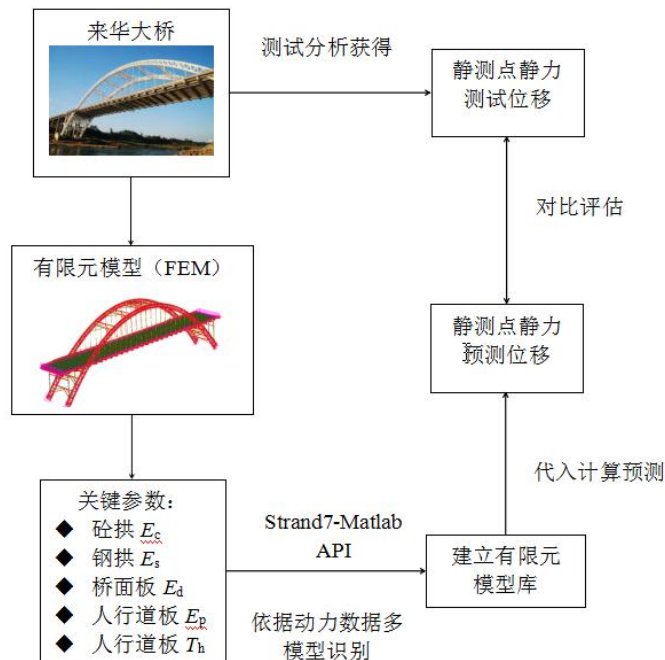 来华大桥
测试分析获得
静测点静力
测试位移
对比评估
有限元模型（FEM）
静测点静力
预测位移
代入计算预测
关键参数：
◆ 砼拱 Ec
◆ 钢拱 Es
◆ 桥面板 Ed
◆ 人行道板 Ep
◆ 人行道板 Th
Strand7-Matlab
API
依据动力数据多
模型识别
建立有限元
模型库